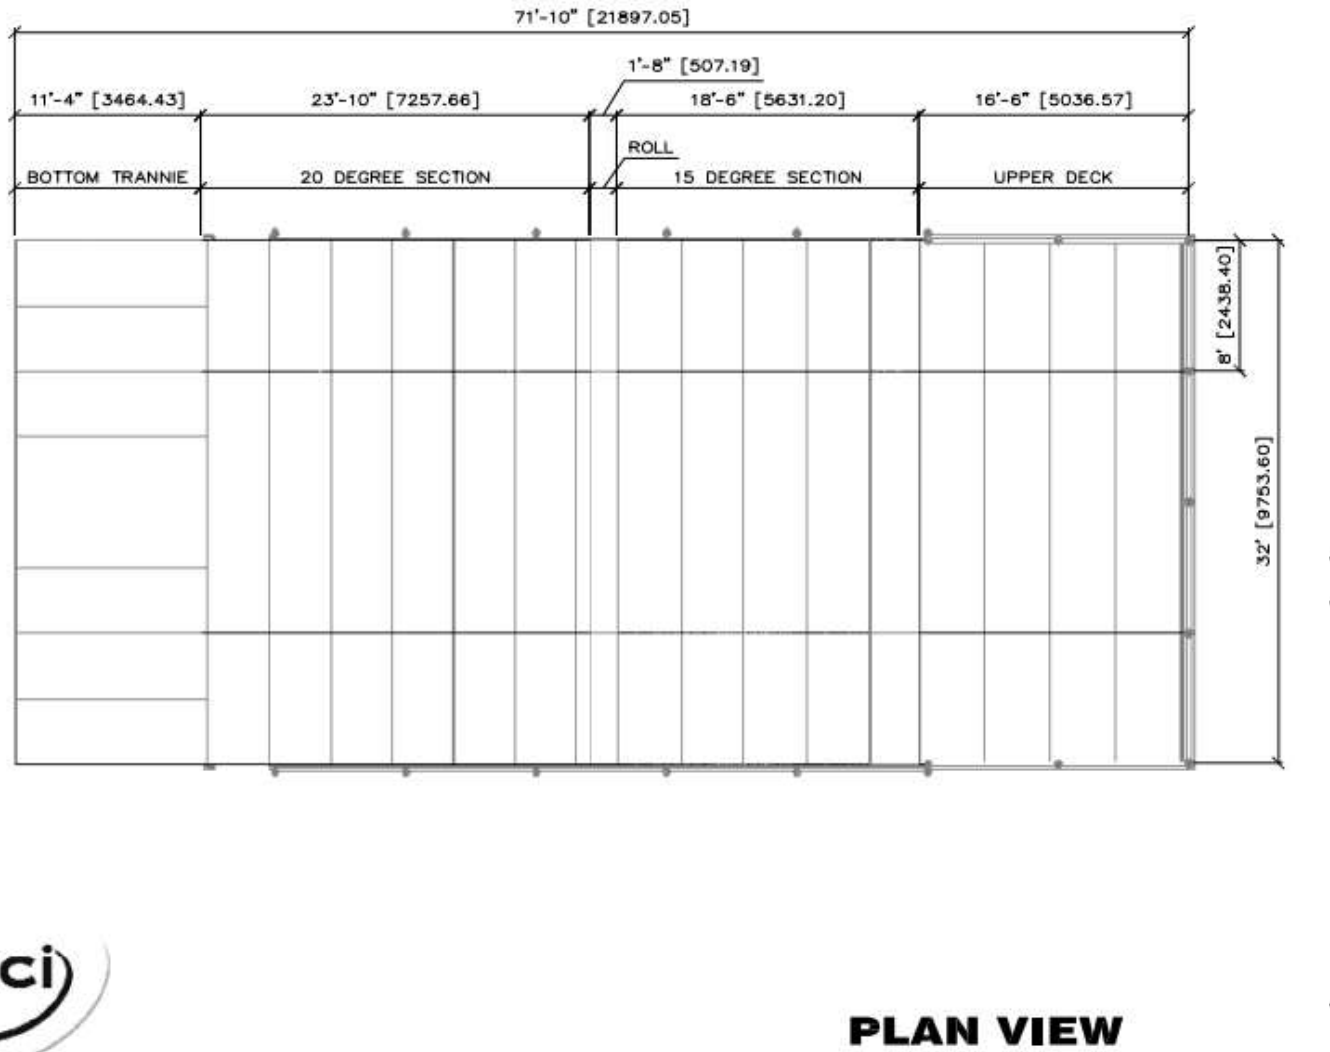 71'-10" [21897.05]
1'-8" [507.19]
11'-4" [3464.43]
23'-10" [7257.66]
18'-6" [5631.20]
16'-6" [5036.57]
ROLL
BOTTOM TRANNIE
20 DEGREE SECTION
15 DEGREE SECTION
UPPER DECK
8' [2438.40]
32' [9753.60]
ci
PLAN VIEW